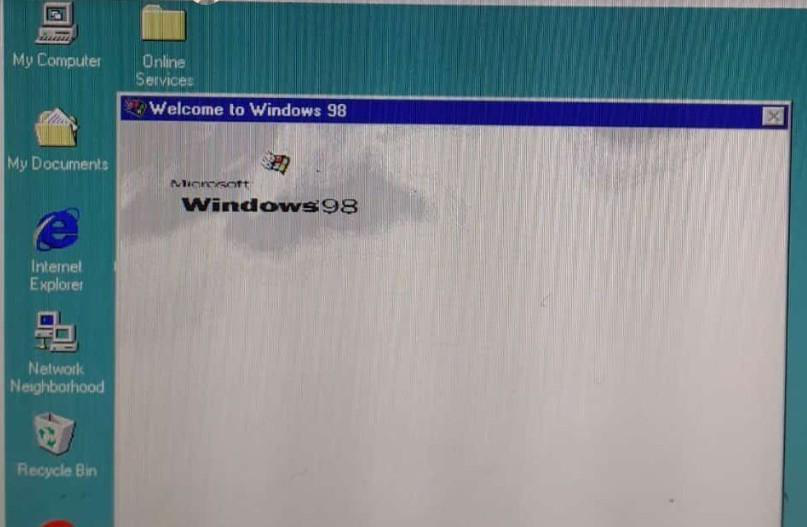 My Computer
Online
Services
Welcome to Windows 98
My Documents
Microsoft
Windows98
Internet
Explorer
Network
Neighborhood
Recycle Bin